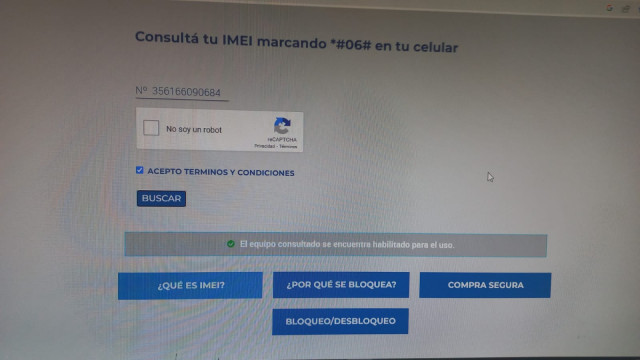 Consultá tu IMEI marcando *#06# en tu celular
Nº 356166090684
No soy un robot
reCAPTCHA
Privacidad - Términos
ACEPTO TERMINOS Y CONDICIONES
BUSCAR
El equipo consultado se encuentra habilitado para el uso.
¿QUÉ ES IMEI?
¿POR QUÉ SE BLOQUEA?
COMPRA SEGURA
BLOQUEO/DESBLOQUEO